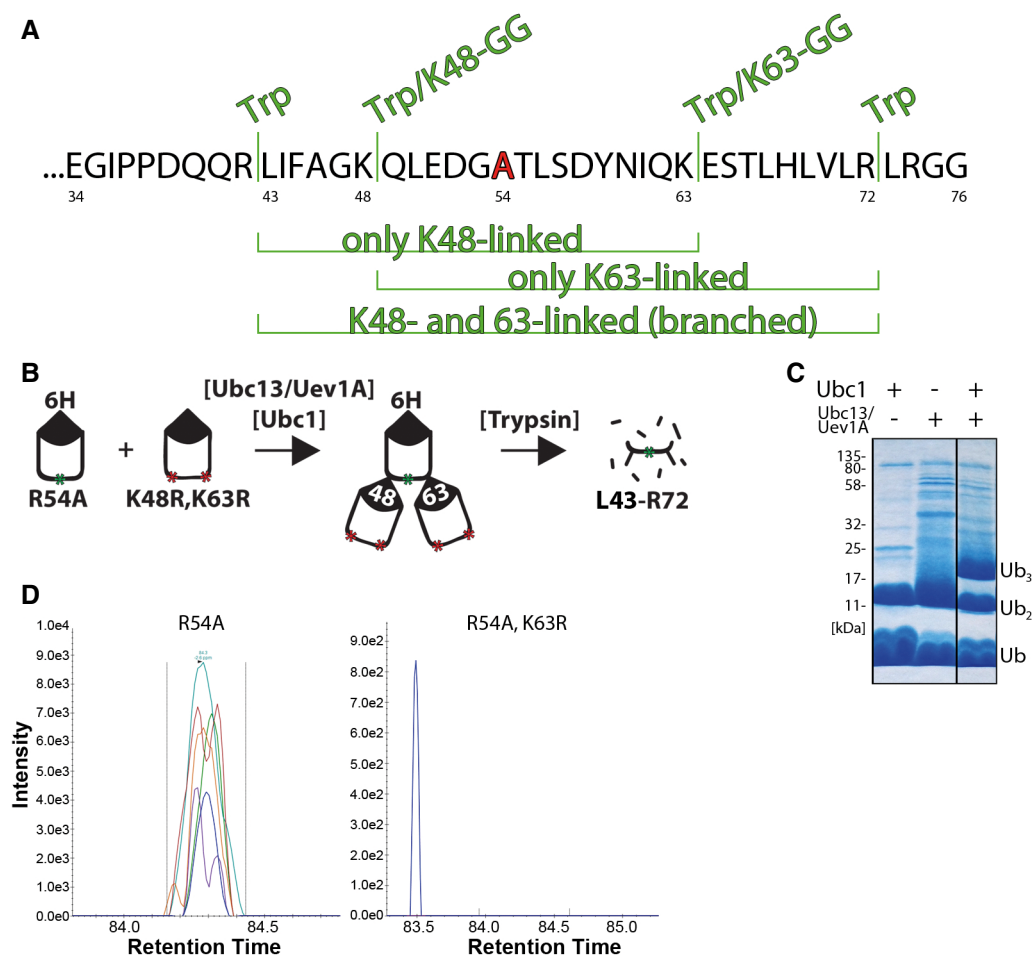 A
Trp
Trp/K48-GG
Trp/K63-GG
Trp
...EGIPPDQQRLIFAGKQLEDGATLSDYNIQKESTLHLVLRLRGG
34 43 48 54 63 72 76
only K48-linked
only K63-linked
K48- and 63-linked (branched)
B
6H
+
R54A
K48R,K63R
[Ubc13/Uev1A]
[Ubc1]
6H
48 63
[Trypsin]
L43-R72
C
Ubc1 + - +
Ubc13/
Uev1A - + +
135-
80-
58-
32-
25-
17-
11-
[kDa]
Ub3
Ub2
Ub
D
R54A
1.0e4
9.0e3
8.0e3
7.0e3
6.0e3
5.0e3
4.0e3
3.0e3
2.0e3
1.0e3
0.0e0
Intensity
84.0 84.5
Retention Time
R54A, K63R
9.0e2
8.0e2
7.0e2
6.0e2
5.0e2
4.0e2
3.0e2
2.0e2
1.0e2
0.0e0
83.5 84.0 84.5 85.0
Retention Time